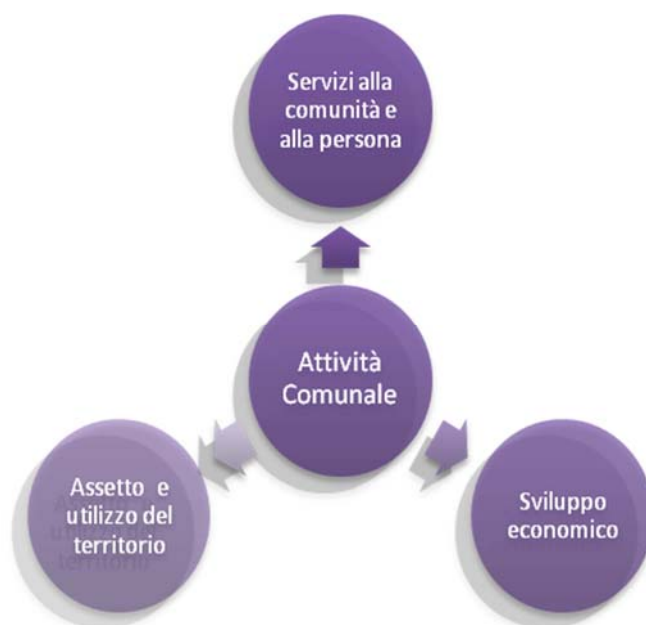 Servizi alla
comunità e
alla persona
Attività
Comunale
Assetto e
utilizzo del
territorio
Sviluppo
economico